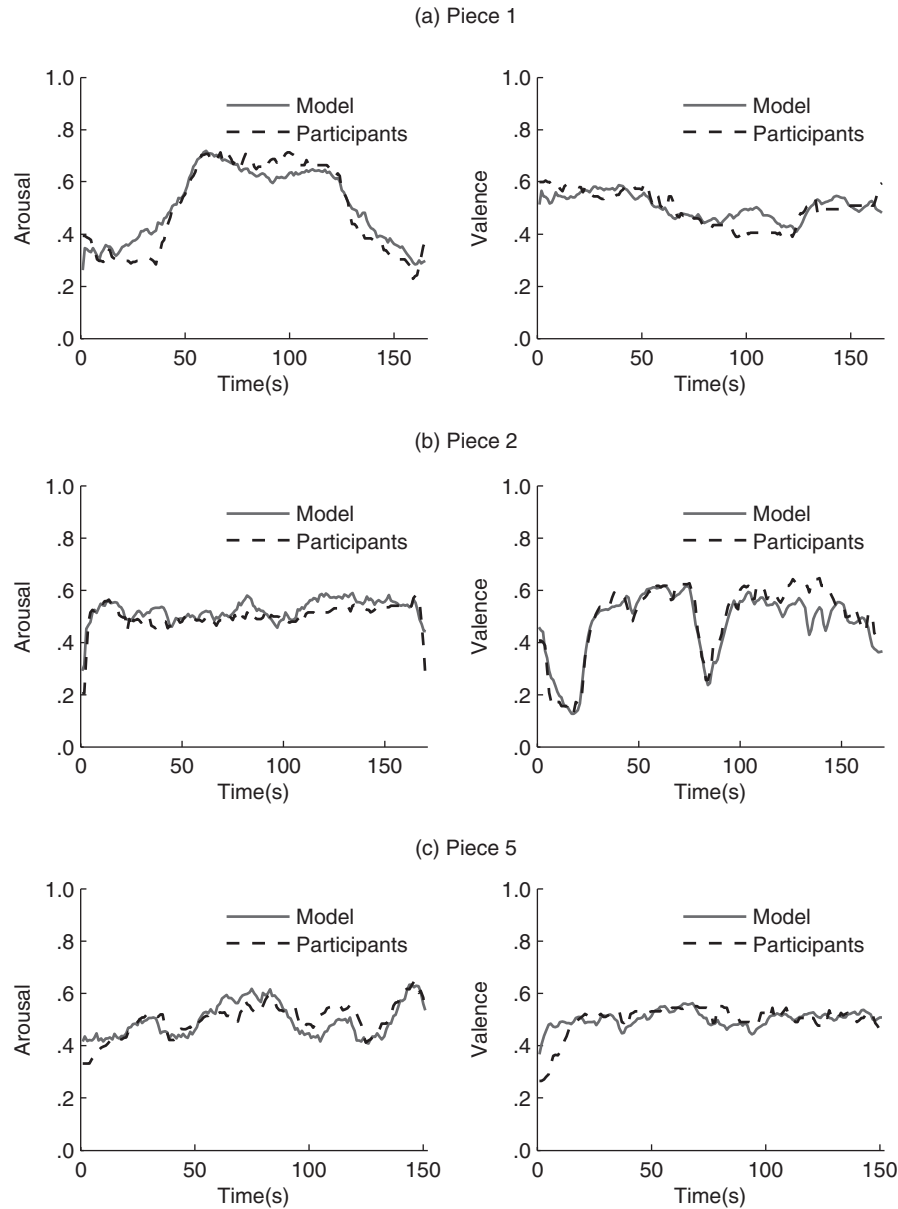 (a) Piece 1
Arousal
1.0
.8
.6
.4
.2
.0
Model
Participants
0 50 100 150
Time(s)
Valence
1.0
.8
.6
.4
.2
.0
Model
Participants
0 50 100 150
Time(s)
(b) Piece 2
Arousal
1.0
.8
.6
.4
.2
.0
Model
Participants
0 50 100 150
Time(s)
Valence
1.0
.8
.6
.4
.2
.0
Model
Participants
0 50 100 150
Time(s)
(c) Piece 5
Arousal
1.0
.8
.6
.4
.2
.0
Model
Participants
0 50 100 150
Time(s)
Valence
1.0
.8
.6
.4
.2
.0
Model
Participants
0 50 100 150
Time(s)